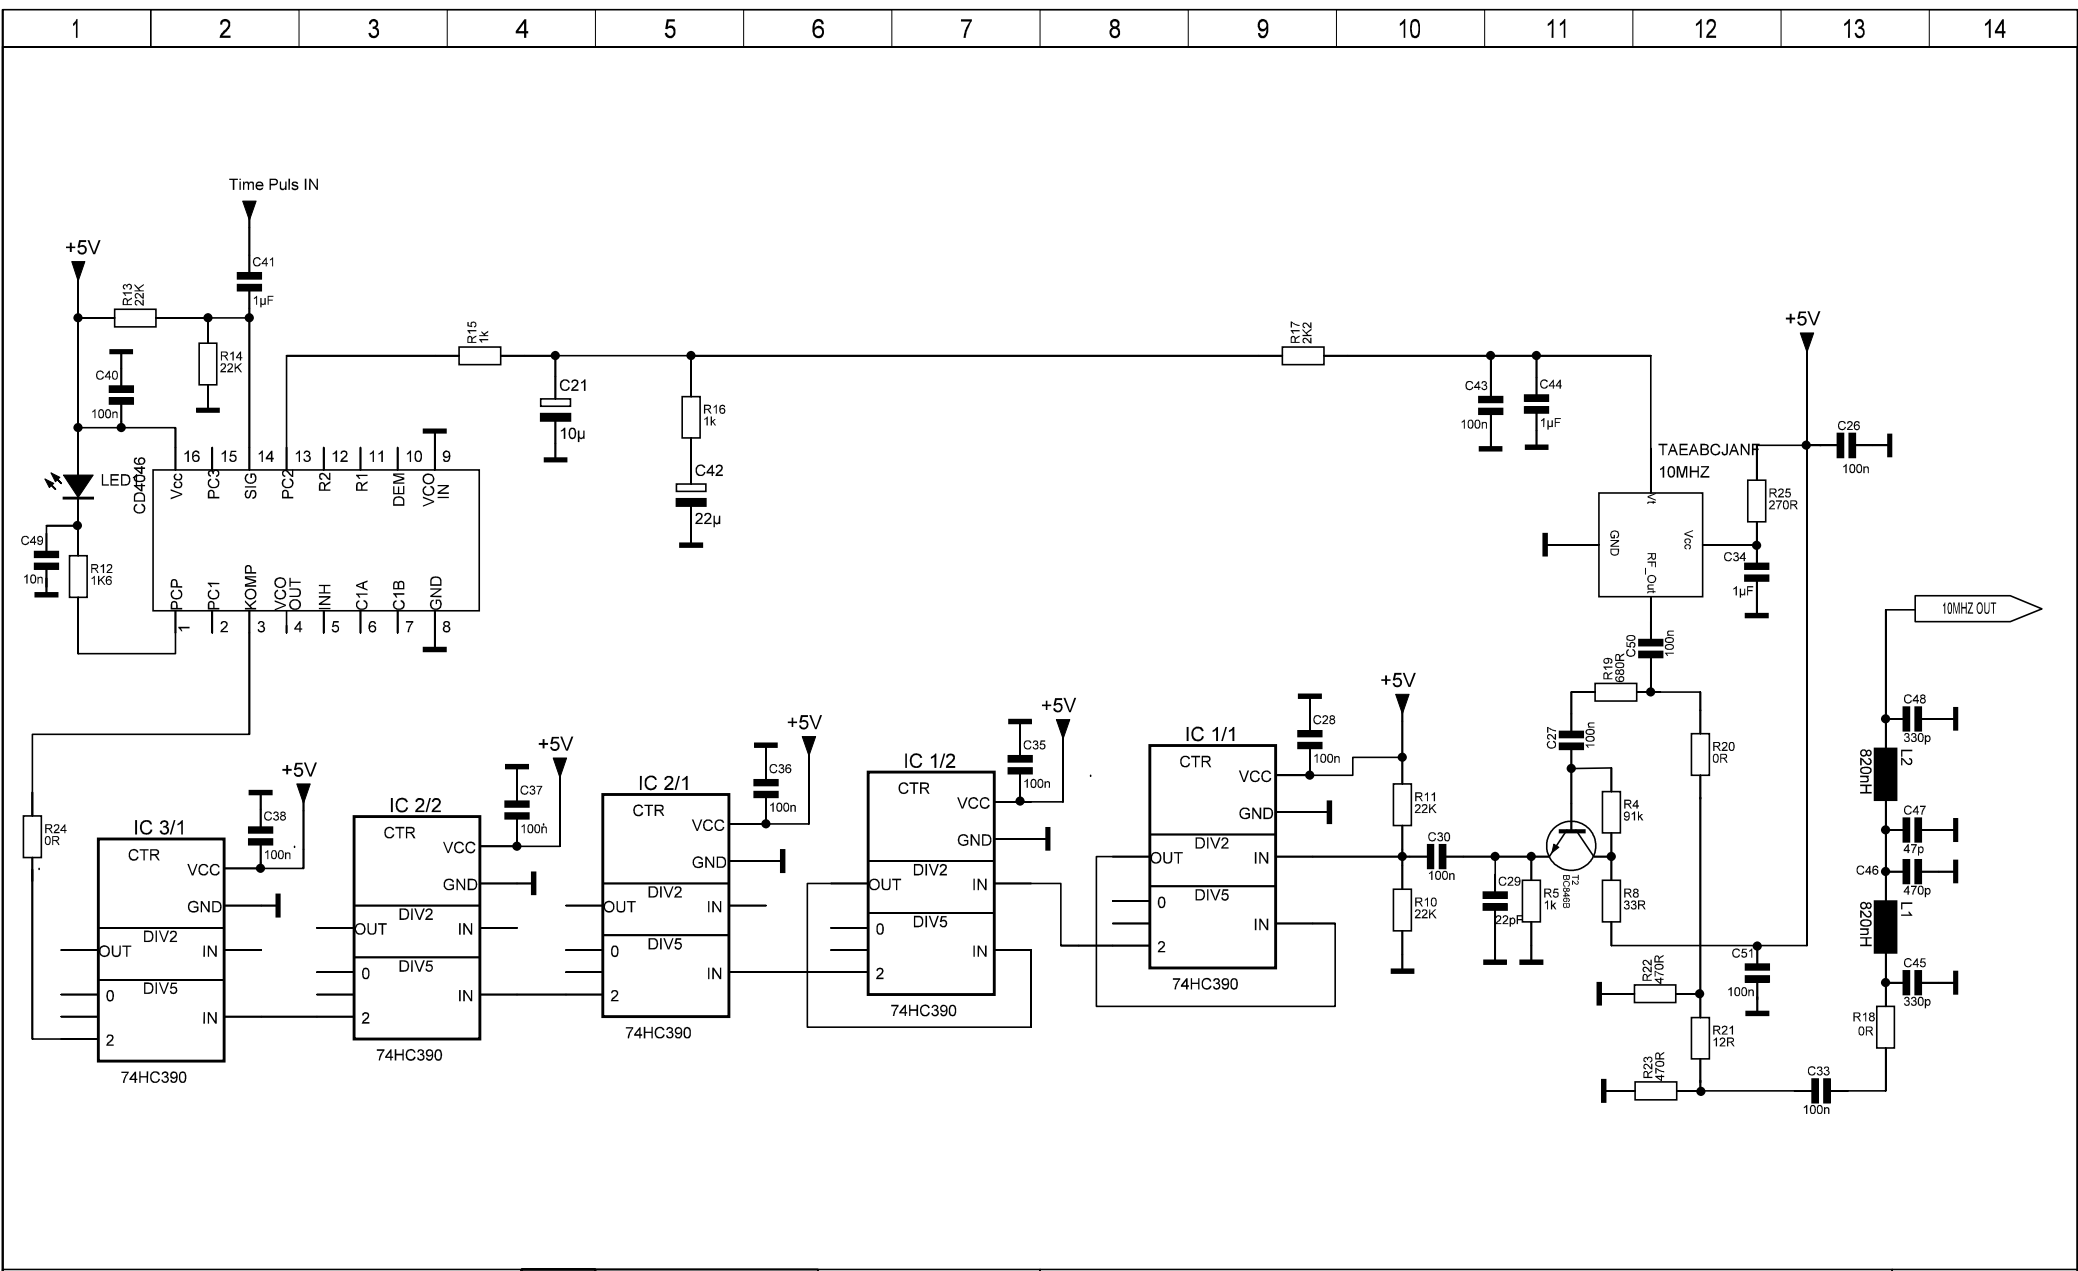 1 2 3 4 5 6 7 8 9 10 11 12 13 14
Time Puls IN
+5V
C41
1µF
R13
22K
R14
22K
C40
100n
R15
1k
C21
10µ
R16
1k
C42
22µ
R17
2K2
C43
100n
C44
1µF
+5V
C26
100n
TAEABCJANF
10MHZ
Vt
GND
Vcc
RF_Out
R25
270R
C34
1µF
LED
C49
10n
R12
1K6
CD4046
16 15 14 13 12 11 10 9
Vcc PC3 SIG PC2 R2 R1 DEM VCO IN
PCP PC1 KOMP VCO OUT INH C1A C1B GND
1 2 3 4 5 6 7 8
10MHZ OUT
C50
100n
R19
680R
C27
100n
R20
0R
R4
91k
T2
BC846B
R8
33R
C48
330p
L2
820nH
C47
47p
C46
470p
L1
820nH
C45
330p
R18
0R
C33
100n
C51
100n
R22
470R
R21
12R
R23
470R
R24
0R
IC 3/1
CTR
VCC
GND
DIV2
OUT IN
DIV5
0
IN
2
74HC390
C38
100n
+5V
IC 2/2
CTR
VCC
GND
DIV2
OUT IN
DIV5
0
IN
2
74HC390
C37
100n
+5V
IC 2/1
CTR
VCC
GND
DIV2
OUT IN
DIV5
0
IN
2
74HC390
C36
100n
+5V
IC 1/2
CTR
VCC
GND
DIV2
OUT IN
DIV5
0
IN
2
74HC390
C35
100n
+5V
IC 1/1
CTR
VCC
GND
DIV2
OUT IN
DIV5
0
IN
2
74HC390
C28
100n
+5V
R11
22K
R10
22K
C30
100n
C29
22pF
R5
1k